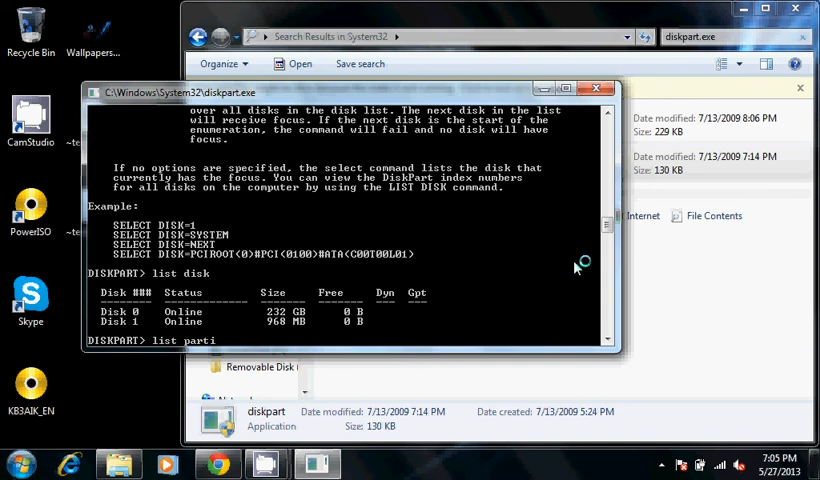 Recycle Bin
Wallpapers...
CamStudio
~te
PowerISO
~te
Skype
KB3AIK_EN
Search Results in System32
diskpart.exe
Organize
Open
Save search
Date modified: 7/13/2009 8:06 PM
Size: 229 KB
Date modified: 7/13/2009 7:14 PM
Size: 130 KB
Internet
File Contents
C:\Windows\System32\diskpart.exe
over all disks in the disk list. The next disk in the list
will receive focus. If the next disk is the start of the
enumeration, the command will fail and no disk will have
focus.
If no options are specified, the select command lists the disk that
currently has the focus. You can view the DiskPart index numbers
for all disks on the computer by using the LIST DISK command.
Example:
SELECT DISK=1
SELECT DISK=SYSTEM
SELECT DISK=NEXT
SELECT DISK=PCIROOT(0)#PCI(0100)#ATA(C00T00L01)
DISKPART> list disk
Disk ### Status Size Free Dyn Gpt
-------- ------------- ------- ------- --- ---
Disk 0 Online 232 GB 0 B
Disk 1 Online 968 MB 0 B
DISKPART> list parti
Removable Disk (
diskpart Date modified: 7/13/2009 7:14 PM Date created: 7/13/2009 5:24 PM
Application Size: 130 KB
7:05 PM
5/27/2013